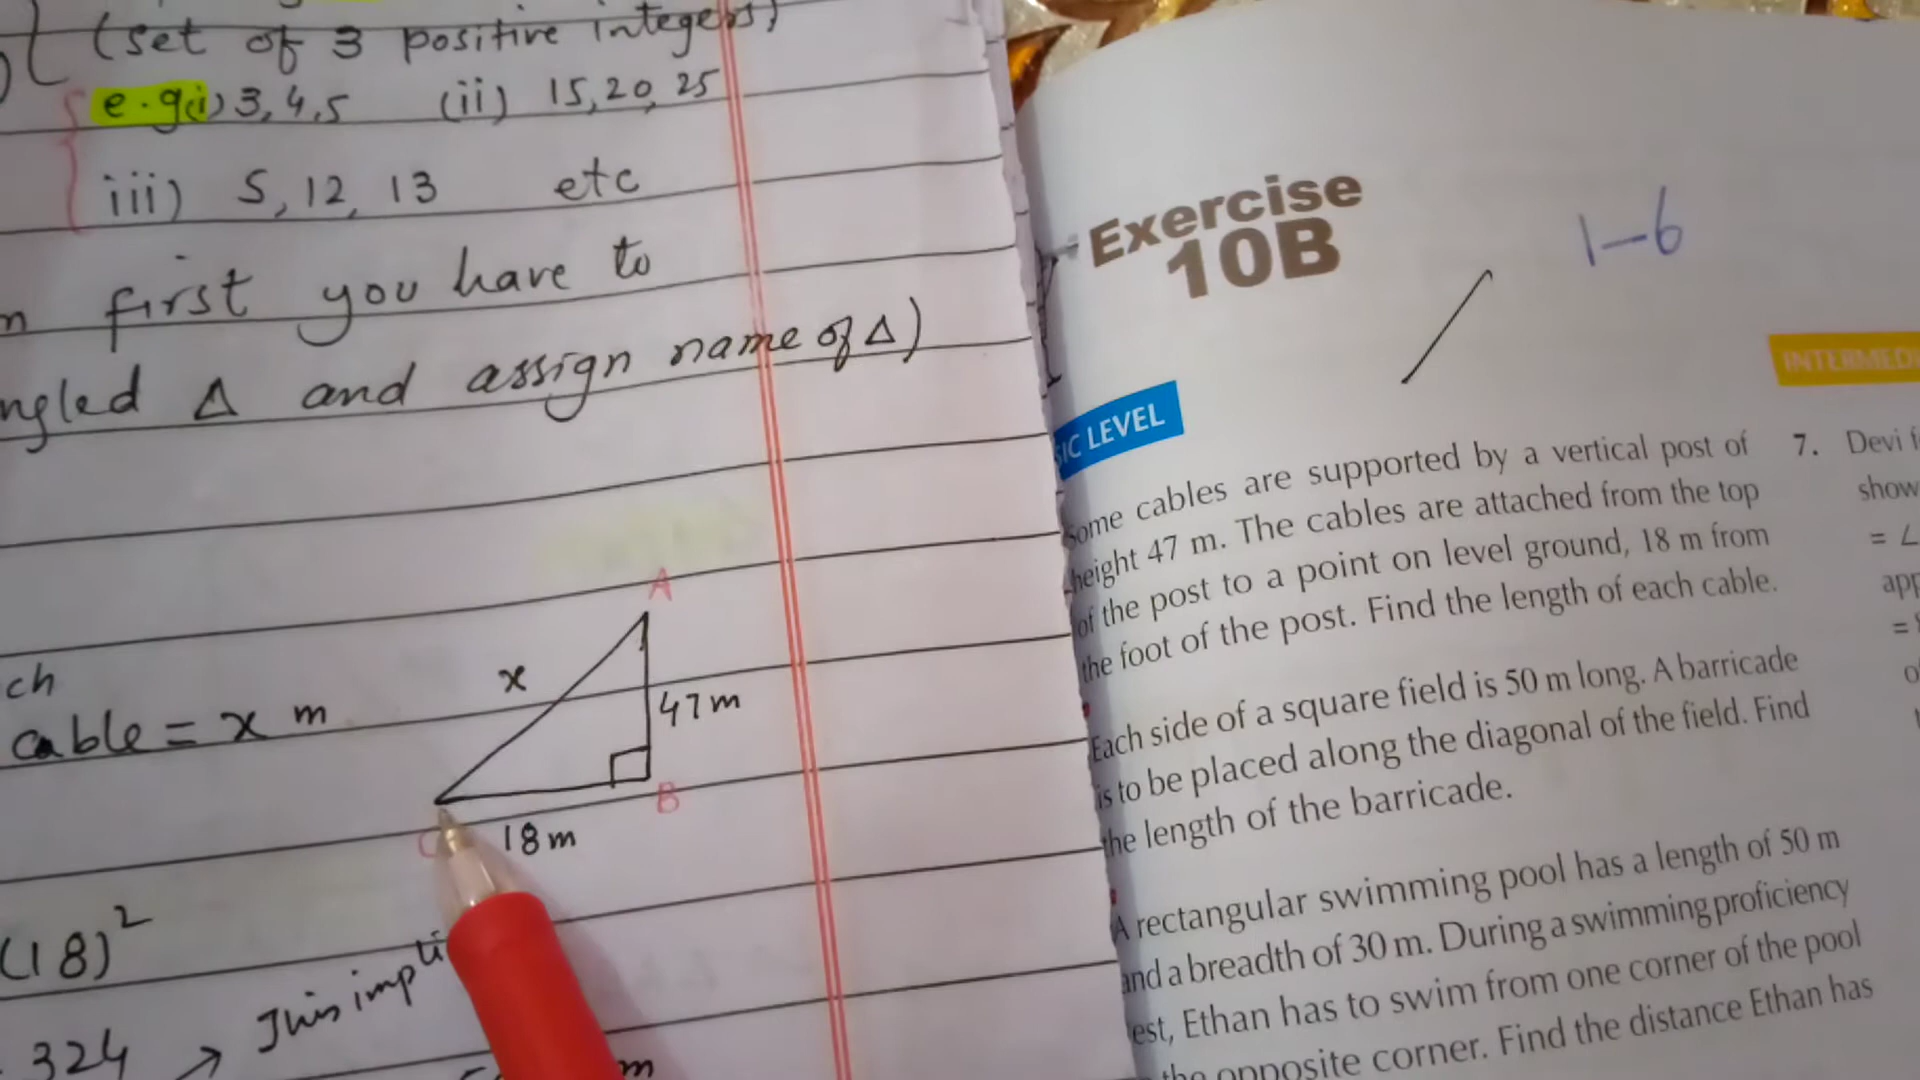 (set of 3 positive integers)
e.g(i) 3, 4, 5 (ii) 15, 20, 25
iii) 5, 12, 13 etc
first you have to
ngled Δ and assign name of Δ)
A
x
47m
ch
cable = x m
B
C
18m
(18)²
324 → This impli
m
Exercise
10B
1-6
SIC LEVEL
INTERMEDI
Some cables are supported by a vertical post of
height 47 m. The cables are attached from the top
of the post to a point on level ground, 18 m from
the foot of the post. Find the length of each cable.
Each side of a square field is 50 m long. A barricade
is to be placed along the diagonal of the field. Find
the length of the barricade.
A rectangular swimming pool has a length of 50 m
and a breadth of 30 m. During a swimming proficiency
est, Ethan has to swim from one corner of the pool
the opposite corner. Find the distance Ethan has
7. Devi f
show
= ∠
app
=
o